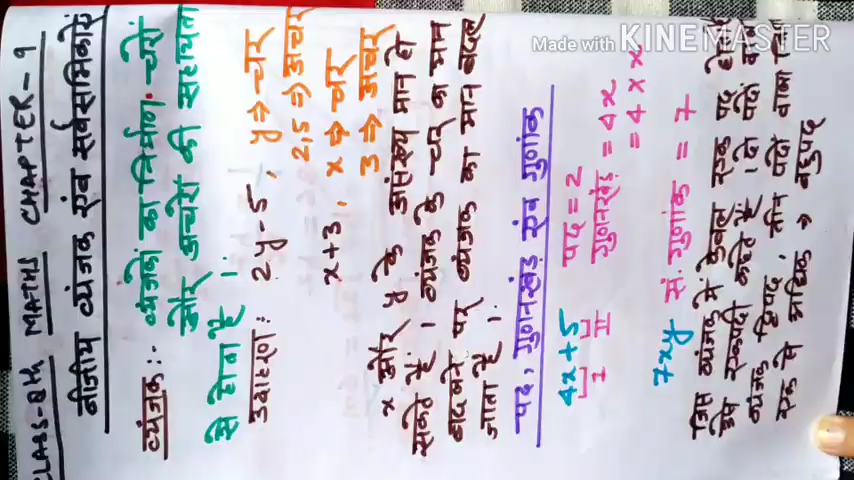 CLASS-8th MATHS CHAPTER-9
बीजीय व्यंजक एंव सर्वसमिकाएँ
व्यंजक:- व्यंजकों का निर्माण चरों
और अचरों की सहायता
से होता है।
उदाहरण: 2y-5, y⇒चर
2,5⇒अचर
x+3, x⇒चर
3⇒अचर
x और y के असंख्य मान हो
सकते हैं। व्यंजक के चर का मान
बदलने पर व्यंजक का मान बदल
जाता है।
पद, गुणनखंड एंव गुणांक
4x+5 पद=2
I II गुणनखंड=4x
=4×x
7xy सं. गुणांक=7
जिस व्यंजक में केवल एक पद
उसे एकपदी कहते हैं। दो पदों
व्यंजक द्विपद, तीन पदों वाला
एक से अधिक ⇒ बहुपद
Made with KINEMASTER